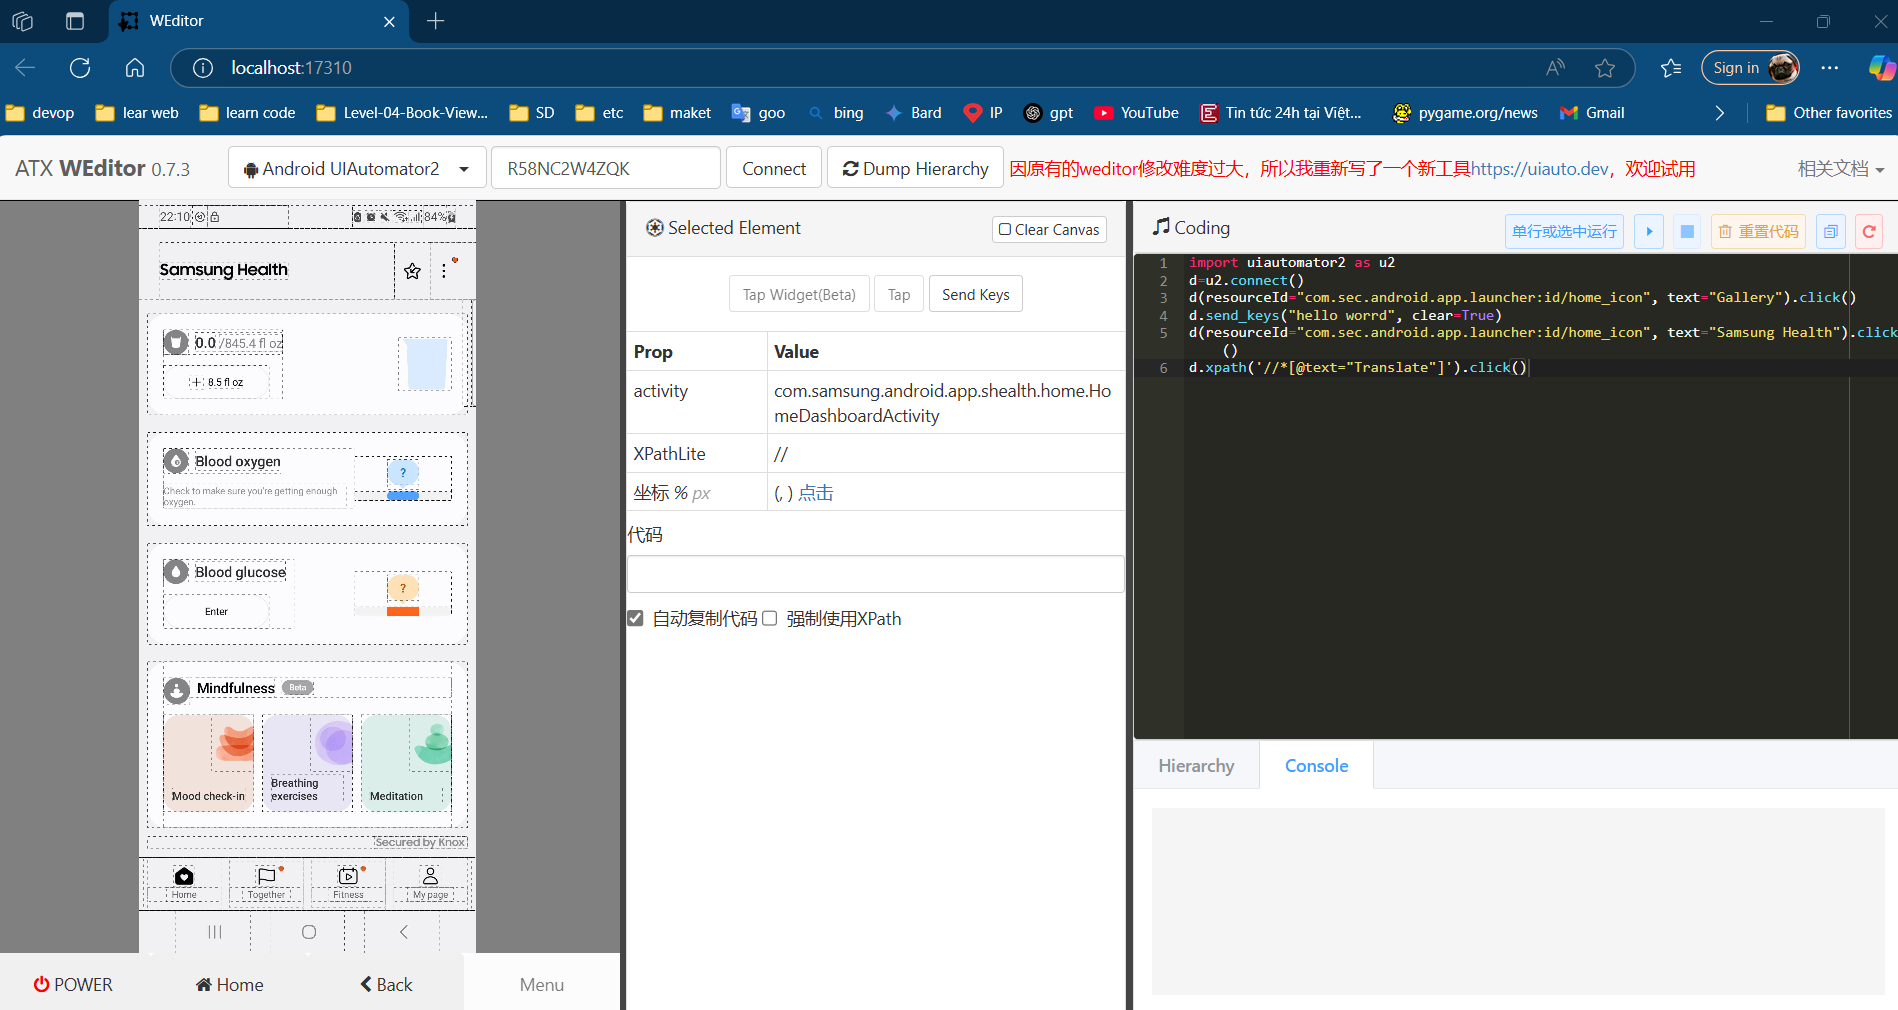 WEditor
localhost:17310
Sign in
devop
lear web
learn code
Level-04-Book-View...
SD
etc
maket
goo
bing
Bard
IP
gpt
YouTube
Tin tức 24h tại Việt...
pygame.org/news
Gmail
Other favorites
ATX WEditor 0.7.3
Android UIAutomator2
R58NC2W4ZQK
Connect
Dump Hierarchy
因原有的weditor修改难度过大，所以我重新写了一个新工具https://uiauto.dev，欢迎试用
相关文档
22:10
84%
Samsung Health
0.0 /845.4 fl oz
+ 8.5 fl oz
Blood oxygen
Check to make sure you're getting enough
oxygen.
?
Blood glucose
Enter
?
Mindfulness Beta
Mood check-in
Breathing
exercises
Meditation
Secured by Knox
Home
Together
Fitness
My page
POWER
Home
Back
Menu
Selected Element
Clear Canvas
Tap Widget(Beta)
Tap
Send Keys
Prop Value
activity com.samsung.android.app.shealth.home.Ho
meDashboardActivity
XPathLite //
坐标 % px (, ) 点击
代码
自动复制代码 强制使用XPath
Coding
单行或选中运行
重置代码
1 import uiautomator2 as u2
2 d=u2.connect()
3 d(resourceId="com.sec.android.app.launcher:id/home_icon", text="Gallery").click()
4 d.send_keys("hello worrd", clear=True)
5 d(resourceId="com.sec.android.app.launcher:id/home_icon", text="Samsung Health").click
()
6 d.xpath('//*[@text="Translate"]').click()
Hierarchy
Console